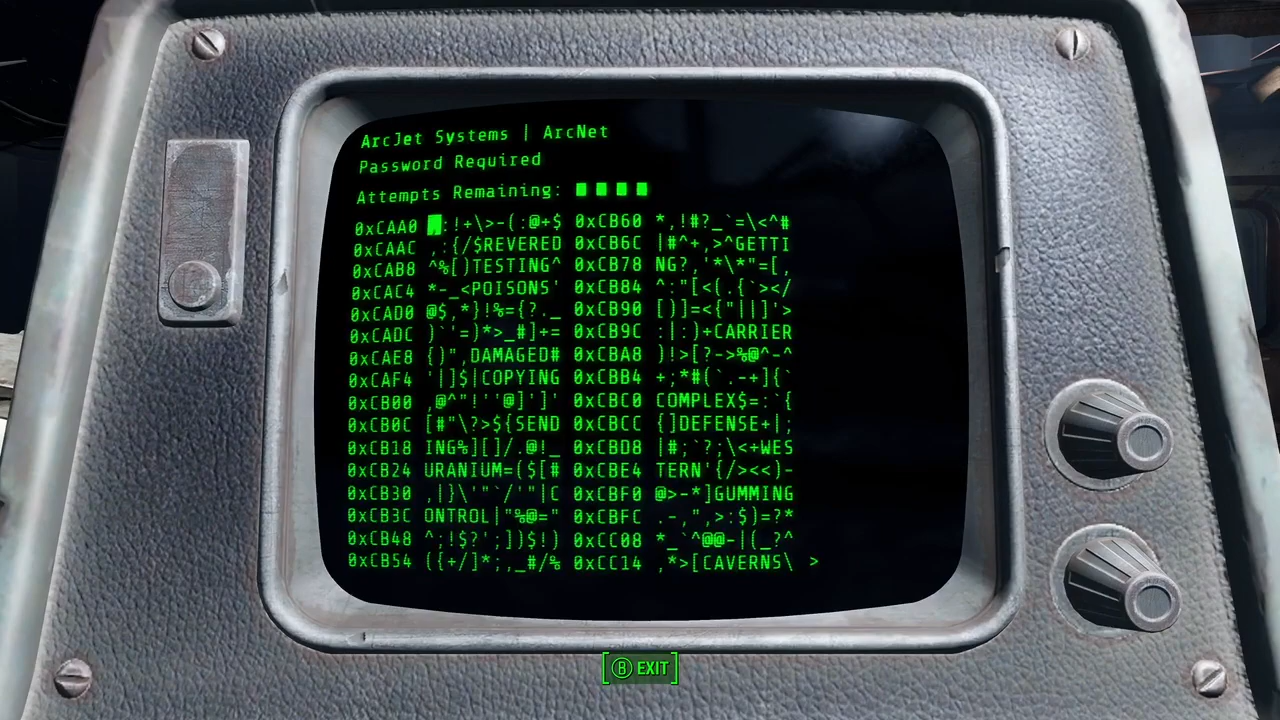 ArcJet Systems | ArcNet
Password Required
Attempts Remaining: ■ ■ ■ ■
0xCAA0 █:!+\>-(:@+$ 0xCB60 *,!#?_`=\<^#
0xCAAC ,:{/$REVERED 0xCB6C |#^+,>^GETTI
0xCAB8 ^%[)TESTING^ 0xCB78 NG?,'*\*"=[,
0xCAC4 *-_<POISONS' 0xCB84 ^:"[<(.{`></
0xCAD0 @$,*}!%={?._ 0xCB90 [)]=<{"||]'>
0xCADC )`'=)*>_#]+= 0xCB9C :|:)+CARRIER
0xCAE8 {)",DAMAGED# 0xCBA8 )!>[?->%@^-^
0xCAF4 '|]$|COPYING 0xCBB4 +;*#(`.-+]{`
0xCB00 ,@^"!''@]']' 0xCBC0 COMPLEX$=:`{
0xCB0C [#"\?>${SEND 0xCBCC {]DEFENSE+|;
0xCB18 ING%][]/.@!_ 0xCBD8 |#;`?;\<+WES
0xCB24 URANIUM=($[# 0xCBE4 TERN'{/><<)-
0xCB30 ,|}\'"`/'"|C 0xCBF0 @>-*]GUMMING
0xCB3C ONTROL|"%@=" 0xCBFC .-,",>:$)=?*
0xCB48 ^;!$?';])$!) 0xCC08 *_`^@@-|(_?^
0xCB54 ({+/]*;,_#/% 0xCC14 ,*>[CAVERNS\ >
B EXIT